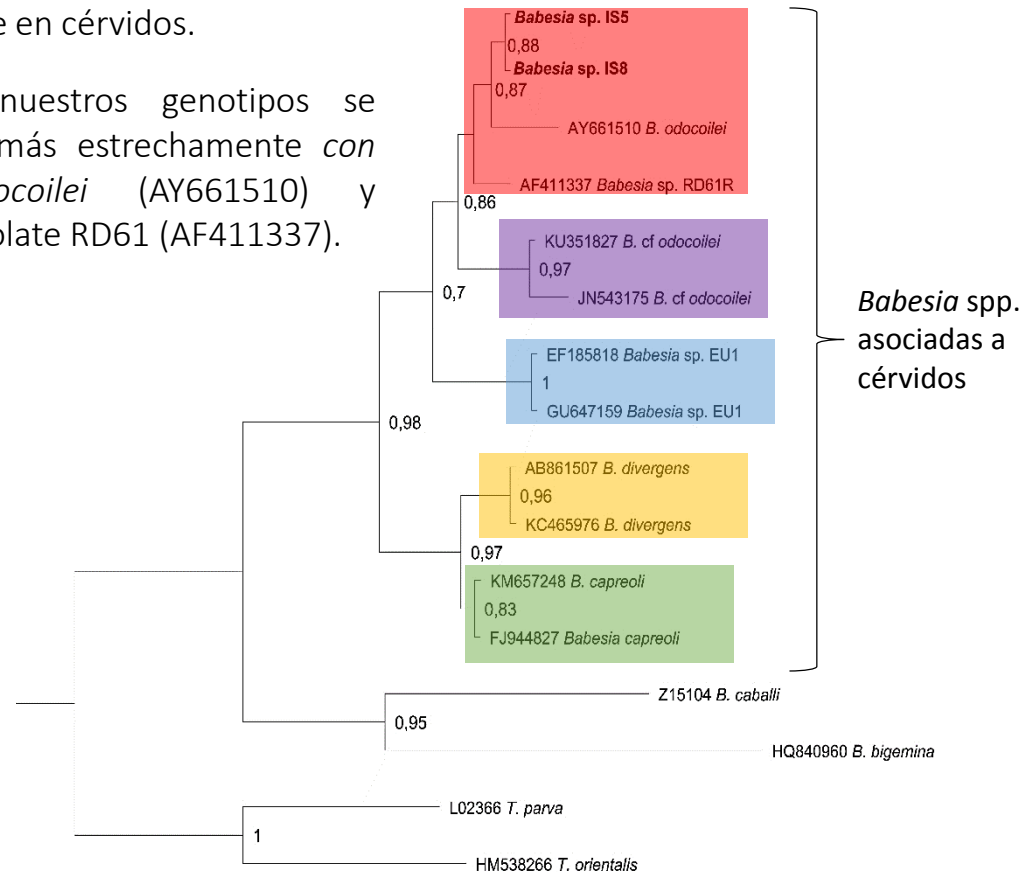 e en cérvidos.
nuestros genotipos se
más estrechamente con
ocoilei (AY661510) y
olate RD61 (AF411337).
Babesia sp. IS5
0,88
Babesia sp. IS8
0,87
AY661510 B. odocoilei
AF411337 Babesia sp. RD61R
0,86
KU351827 B. cf odocoilei
0,97
JN543175 B. cf odocoilei
0,7
EF185818 Babesia sp. EU1
1
GU647159 Babesia sp. EU1
0,98
AB861507 B. divergens
0,96
KC465976 B. divergens
0,97
KM657248 B. capreoli
0,83
FJ944827 Babesia capreoli
Babesia spp.
asociadas a
cérvidos
Z15104 B. caballi
0,95
HQ840960 B. bigemina
L02366 T. parva
1
HM538266 T. orientalis